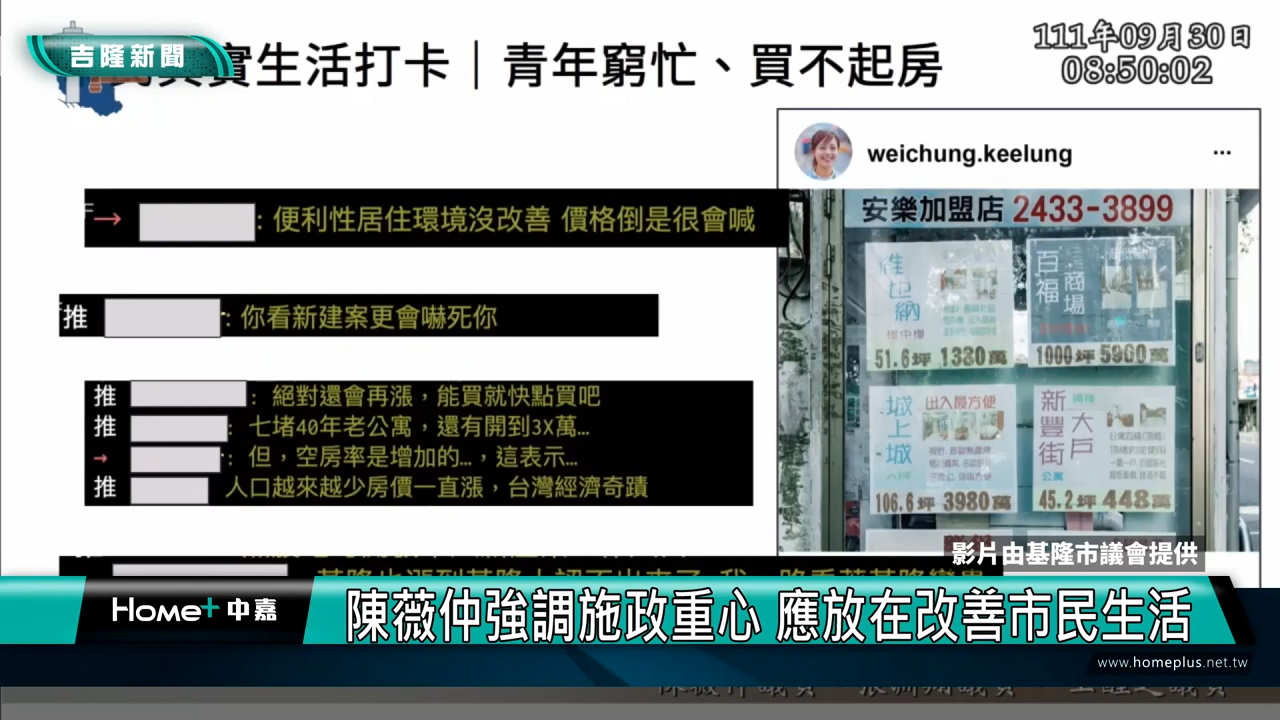 吉隆新聞
實生活打卡｜青年窮忙、買不起房
111年09月30日
08:50:02
weichung.keelung
...
→ : 便利性居住環境沒改善 價格倒是很會喊
推 : 你看新建案更會嚇死你
推 : 絕對還會再漲，能買就快點買吧
推 : 七堵40年老公寓，還有開到3X萬…
→ : 但，空房率是增加的…，這表示…
推 人口越來越少房價一直漲，台灣經濟奇蹟
安樂加盟店 2433-3899
維也納
51.6坪 1380萬
百福商場
1000坪 5960萬
城上城
出入最方便
106.6坪 3980萬
新豐街大戶
公寓
45.2坪 448萬
影片由基隆市議會提供
Home+中嘉
陳薇仲強調施政重心 應放在改善市民生活
www.homeplus.net.tw